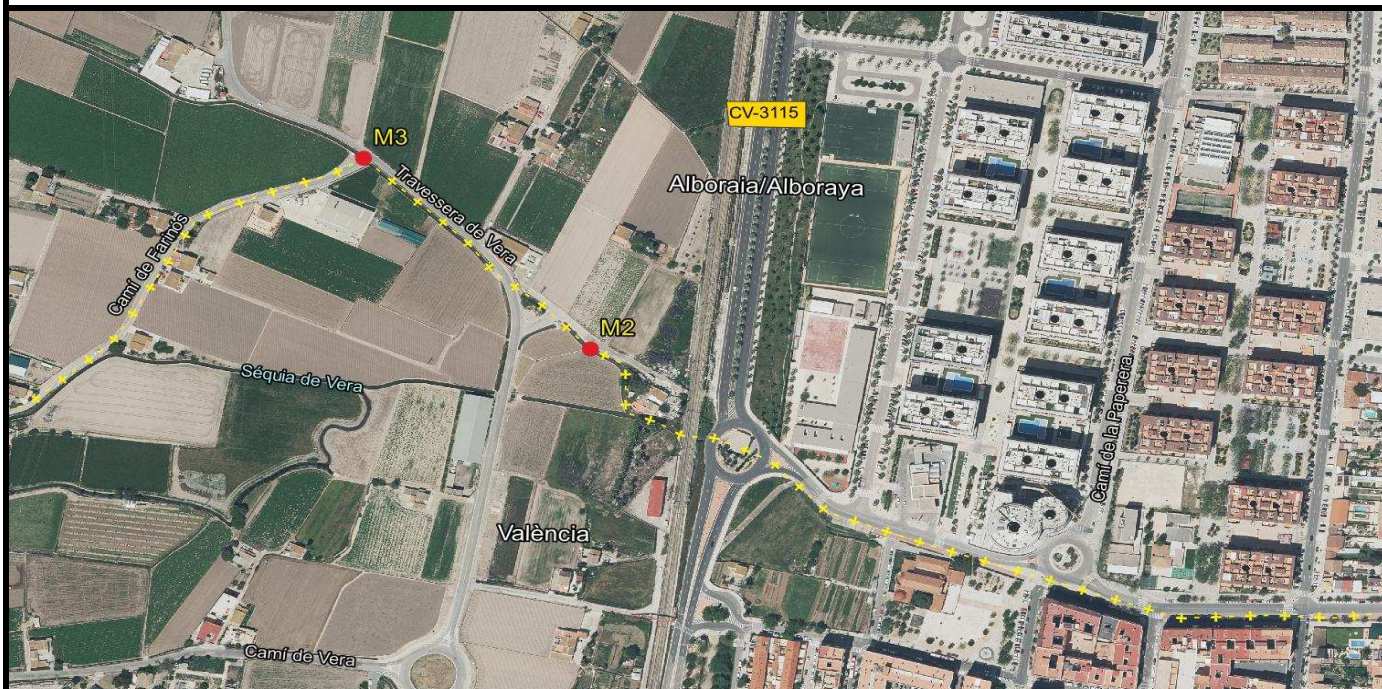 CV-3115
M3
Alboraia/Alboraya
Travessera de Vera
Camí de Farinós
M2
Séquia de Vera
Camí de la Paperera
València
Camí de Vera